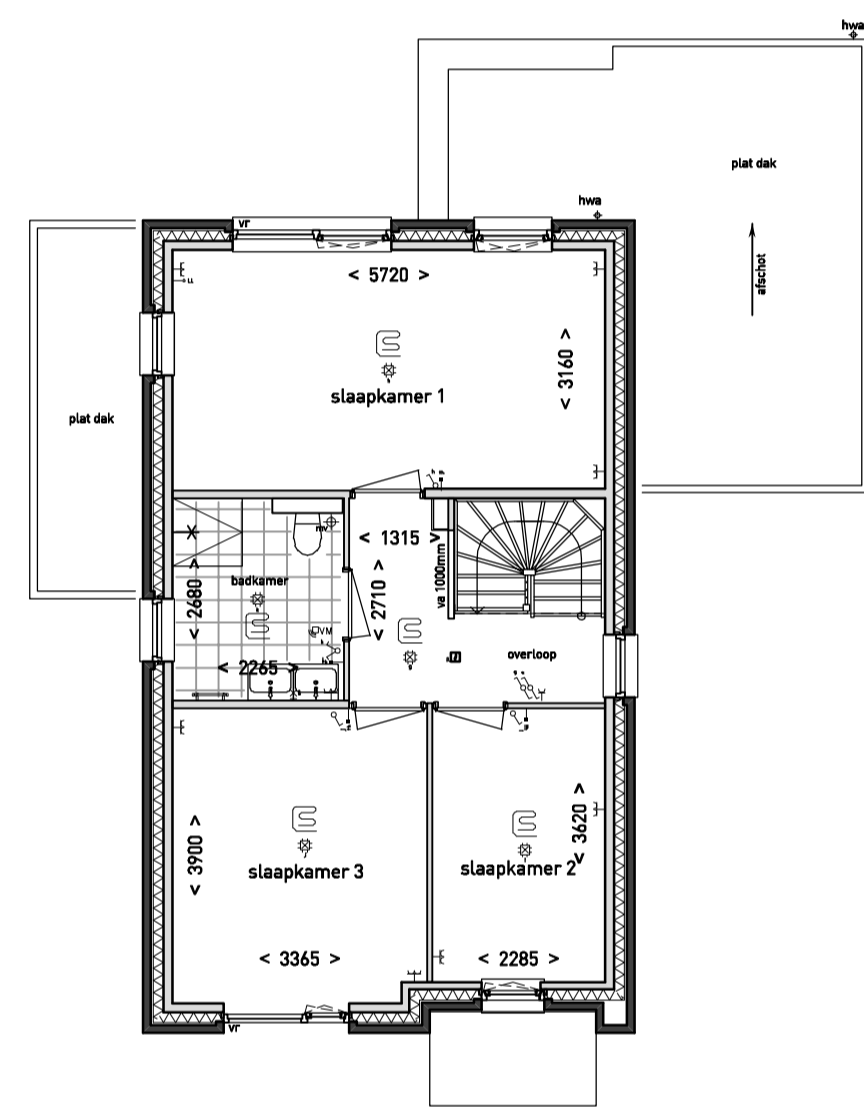 hwa
plat dak
hwa
vr
afschot
< 5720 >
< 3160 >
slaapkamer 1
plat dak
< 1315 >
mv
va 1000mm
< 2710 >
badkamer
< 2680 >
VM
overloop
< 2265 >
< 3620 >
< 3900 >
slaapkamer 3
slaapkamer 2
< 3365 >
< 2285 >
vr